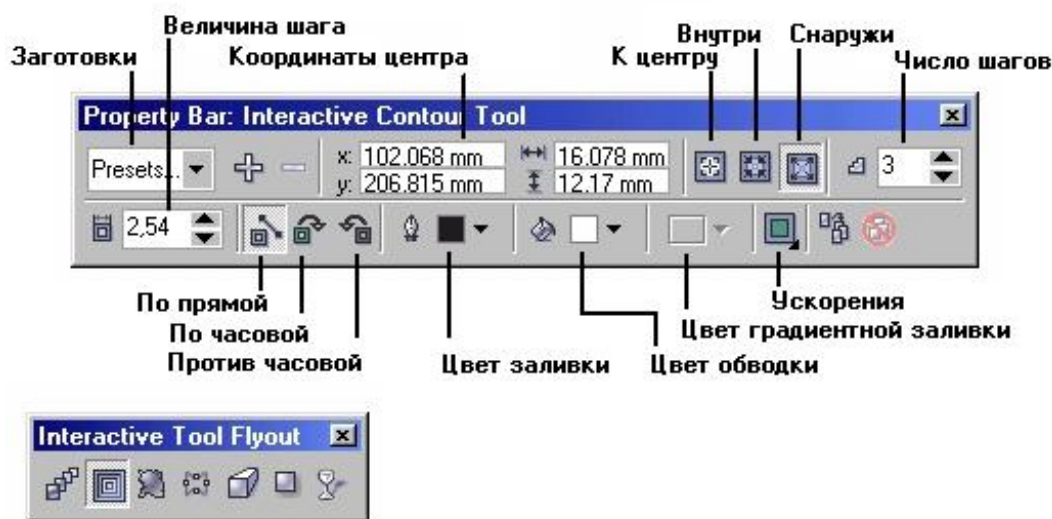 Величина шага
Заготовки
Координаты центра
К центру
Внутри
Снаружи
Число шагов
Property Bar: Interactive Contour Tool
Presets...
x: 102.068 mm
y: 206.815 mm
16.078 mm
12.17 mm
3
2,54
По прямой
По часовой
Против часовой
Цвет заливки
Цвет обводки
Цвет градиентной заливки
Ускорения
Interactive Tool Flyout